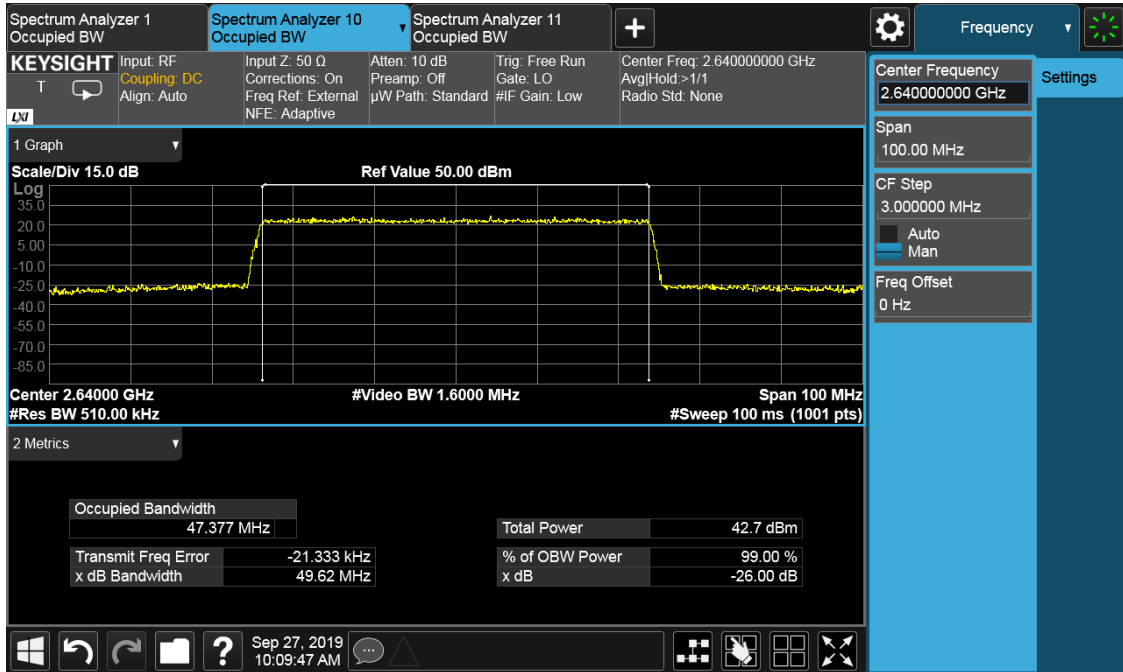 Spectrum Analyzer 1
Occupied BW
Spectrum Analyzer 10
Occupied BW
Spectrum Analyzer 11
Occupied BW
Frequency
KEYSIGHT
T
LXI
Input: RF
Coupling: DC
Align: Auto
Input Z: 50 Ω
Corrections: On
Freq Ref: External
NFE: Adaptive
Atten: 10 dB
Preamp: Off
µW Path: Standard
Trig: Free Run
Gate: LO
#IF Gain: Low
Center Freq: 2.640000000 GHz
Avg|Hold:>1/1
Radio Std: None
Center Frequency
2.640000000 GHz
Settings
Span
100.00 MHz
CF Step
3.000000 MHz
Auto
Man
Freq Offset
0 Hz
1 Graph
Scale/Div 15.0 dB
Ref Value 50.00 dBm
Log
35.0
20.0
5.00
-10.0
-25.0
-40.0
-55.0
-70.0
-85.0
Center 2.64000 GHz
#Video BW 1.6000 MHz
Span 100 MHz
#Res BW 510.00 kHz
#Sweep 100 ms (1001 pts)
2 Metrics
Occupied Bandwidth
47.377 MHz
Total Power 42.7 dBm
Transmit Freq Error -21.333 kHz
% of OBW Power 99.00 %
x dB Bandwidth 49.62 MHz
x dB -26.00 dB
?
Sep 27, 2019
10:09:47 AM